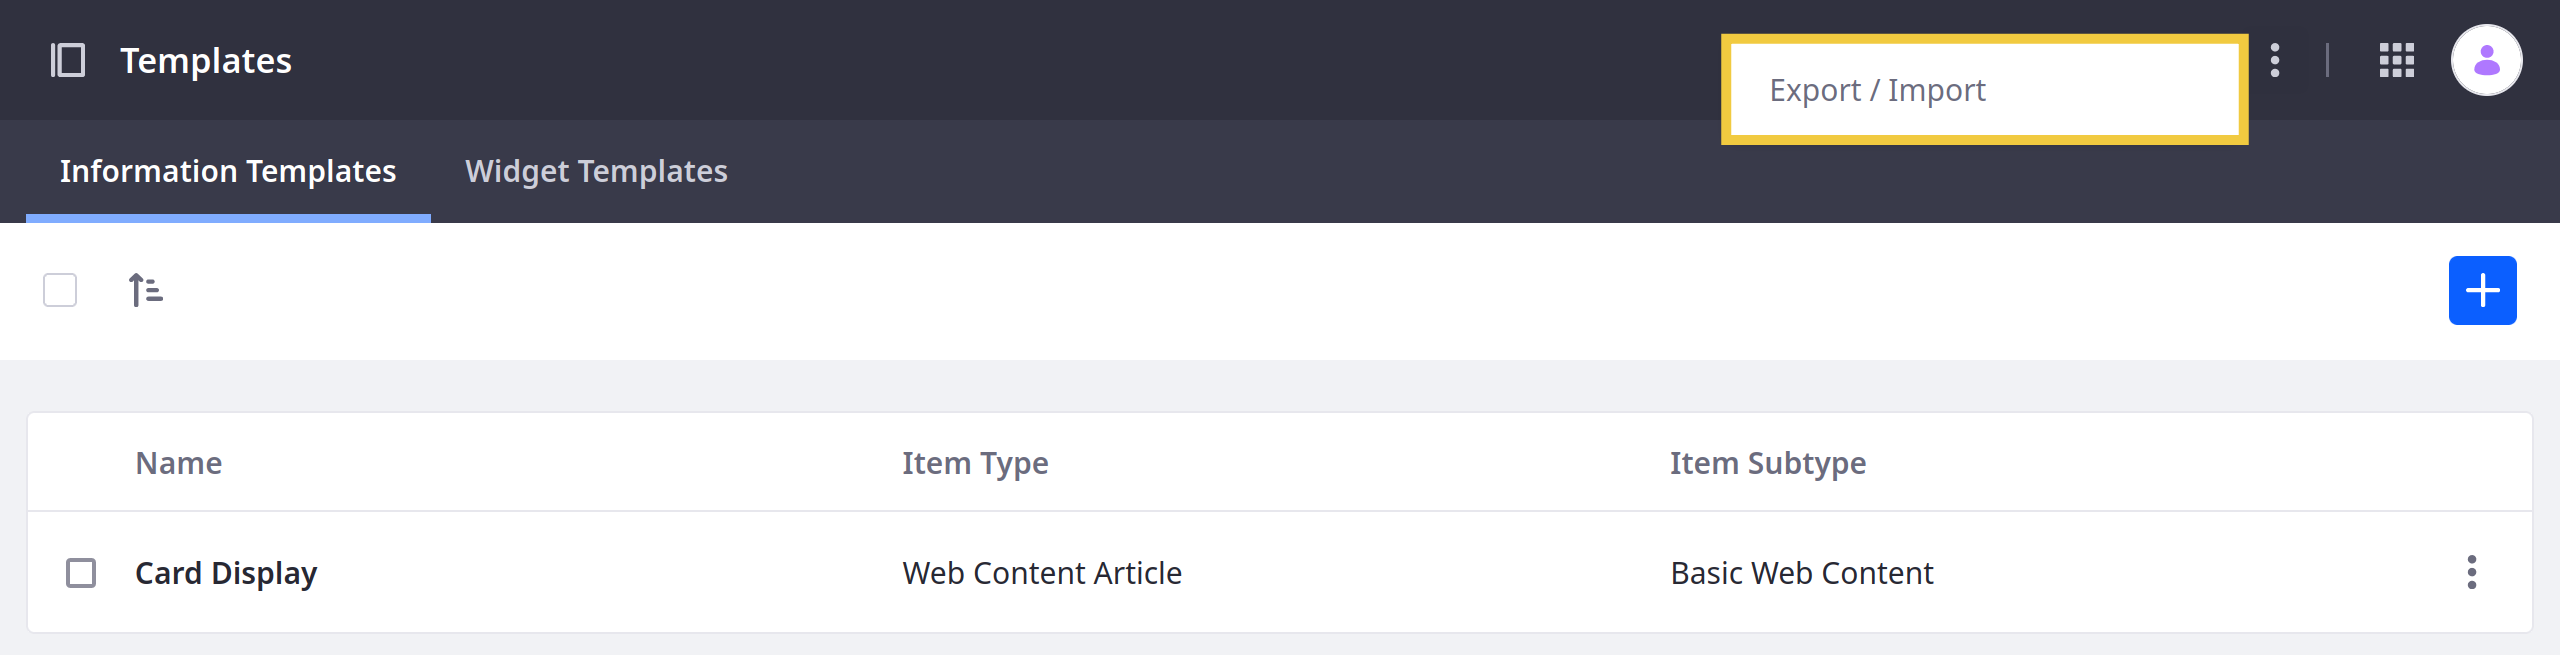 Templates
Export / Import
Information Templates
Widget Templates
Name
Item Type
Item Subtype
Card Display
Web Content Article
Basic Web Content